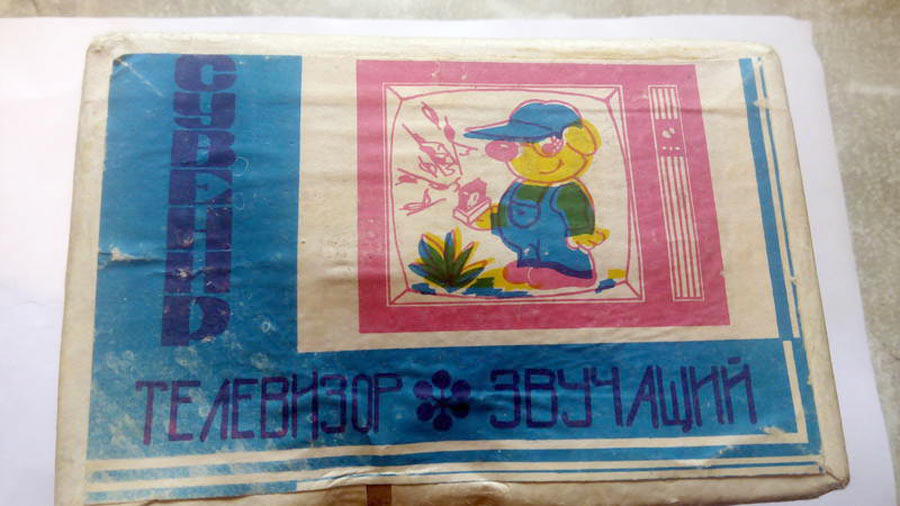 СУВЕНИР
ТЕЛЕВИЗОР ЗВУЧАЩИЙ